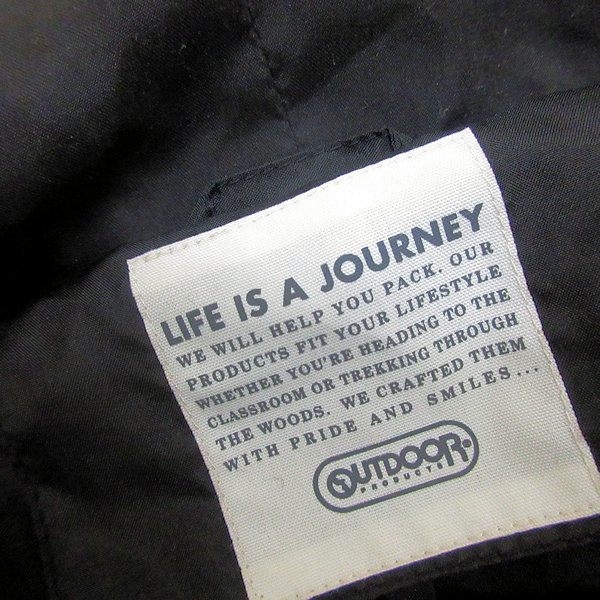 LIFE IS A JOURNEY
WE WILL HELP YOU PACK. OUR
PRODUCTS FIT YOUR LIFESTYLE
WHETHER YOU'RE HEADING TO THE
CLASSROOM OR TREKKING THROUGH
THE WOODS. WE CRAFTED THEM
WITH PRIDE AND SMILES...
OUTDOOR®
PRODUCTS